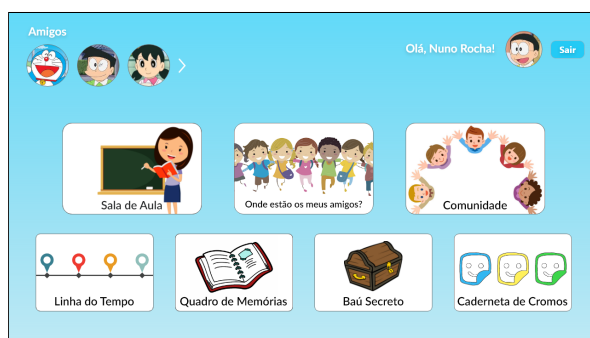 Amigos
Olá, Nuno Rocha!
Sair
Sala de Aula
Onde estão os meus amigos?
Comunidade
Linha do Tempo
Quadro de Memórias
Baú Secreto
Caderneta de Cromos